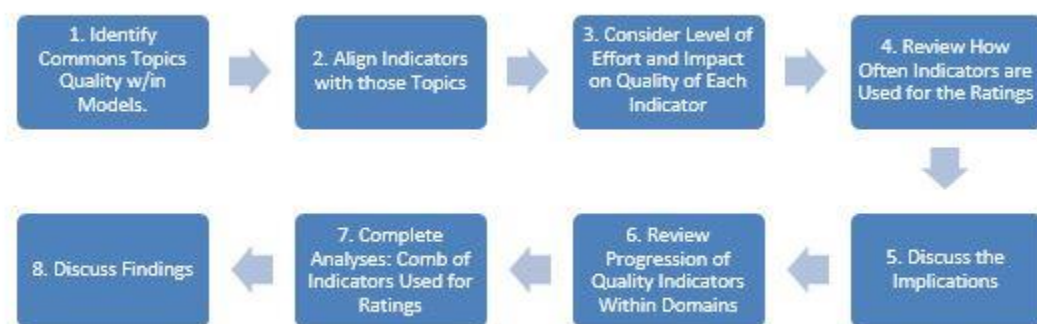 1. Identify
Commons Topics
Quality w/in
Models.
2. Align Indicators
with those Topics
3. Consider Level of
Effort and Impact
on Quality of Each
Indicator
4. Review How
Often Indicators are
Used for the Ratings
5. Discuss the
Implications
6. Review
Progression of
Quality Indicators
Within Domains
7. Complete
Analyses: Comb of
Indicators Used for
Ratings
8. Discuss Findings